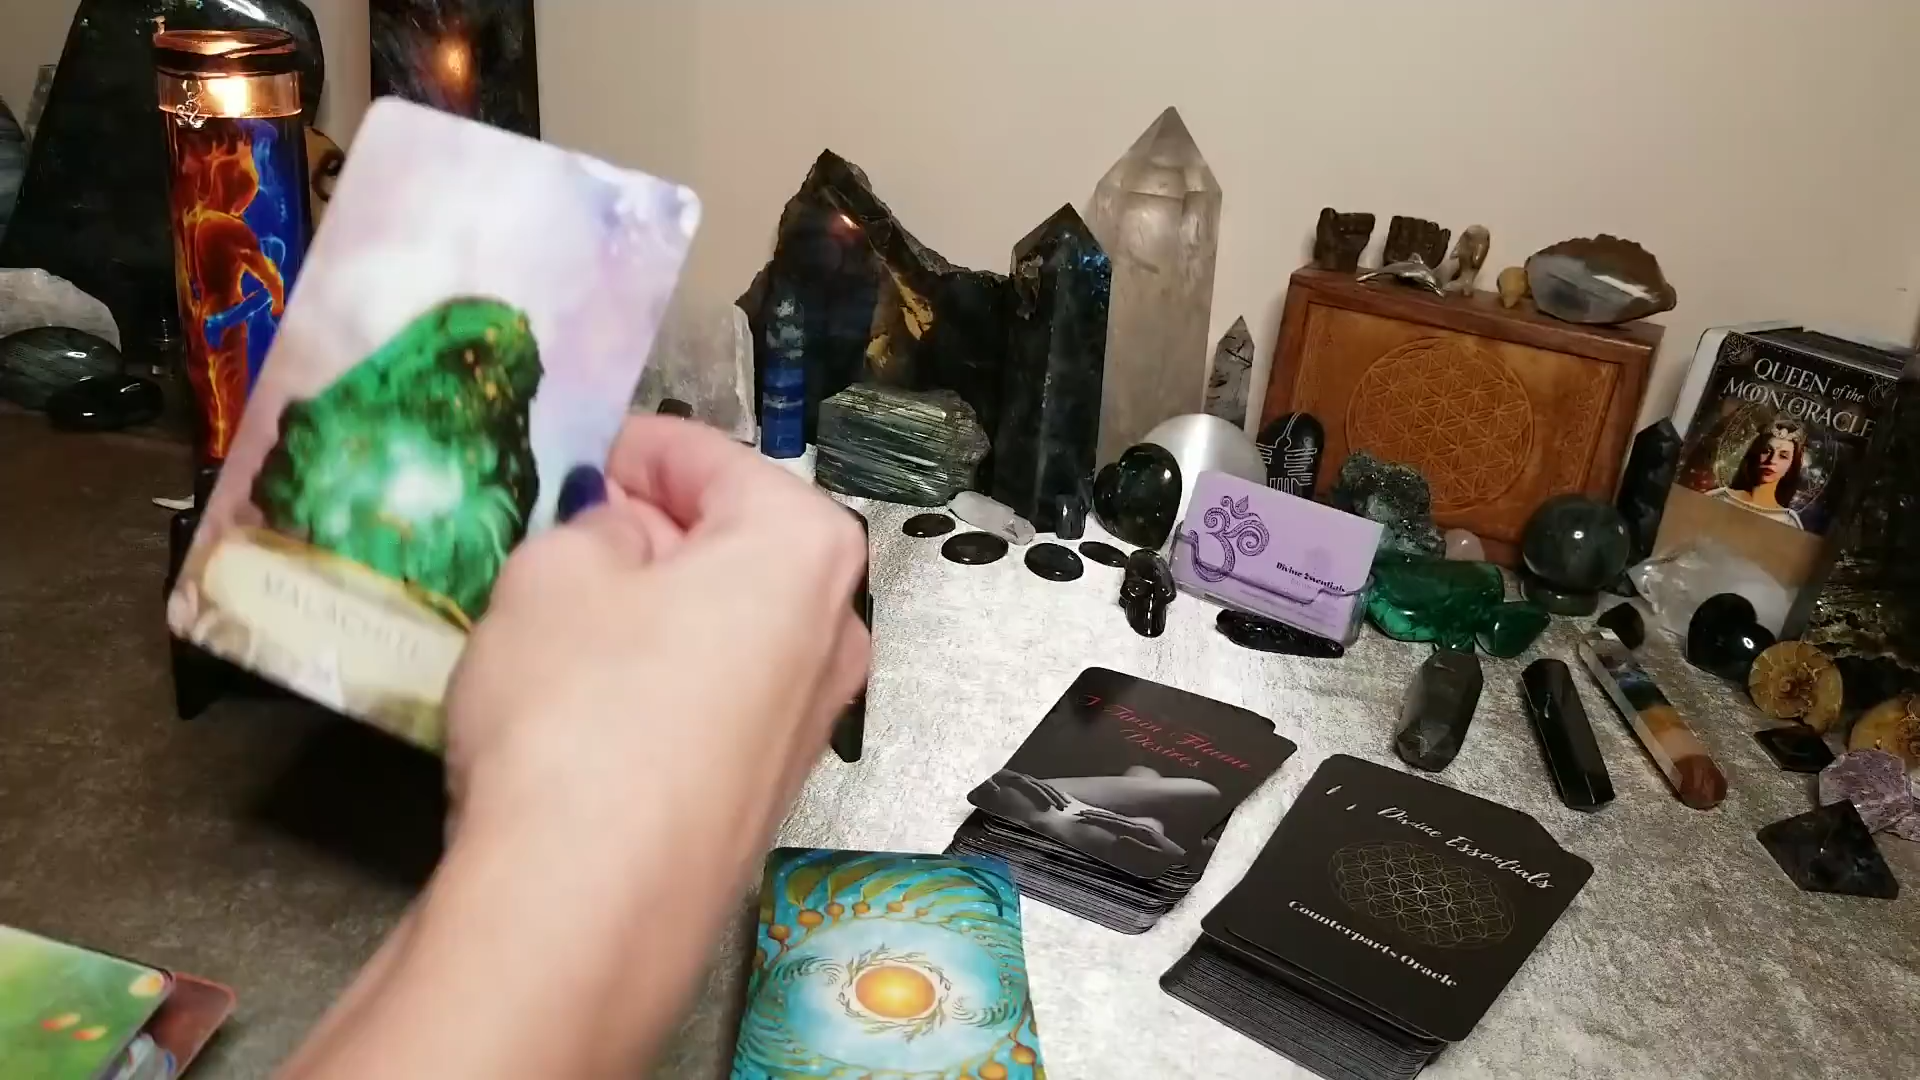 MALACHITE
QUEEN of the
MOON ORACLE
Divine Essentials
Twin Flame
Desires
Divine Essentials
Counterparts Oracle